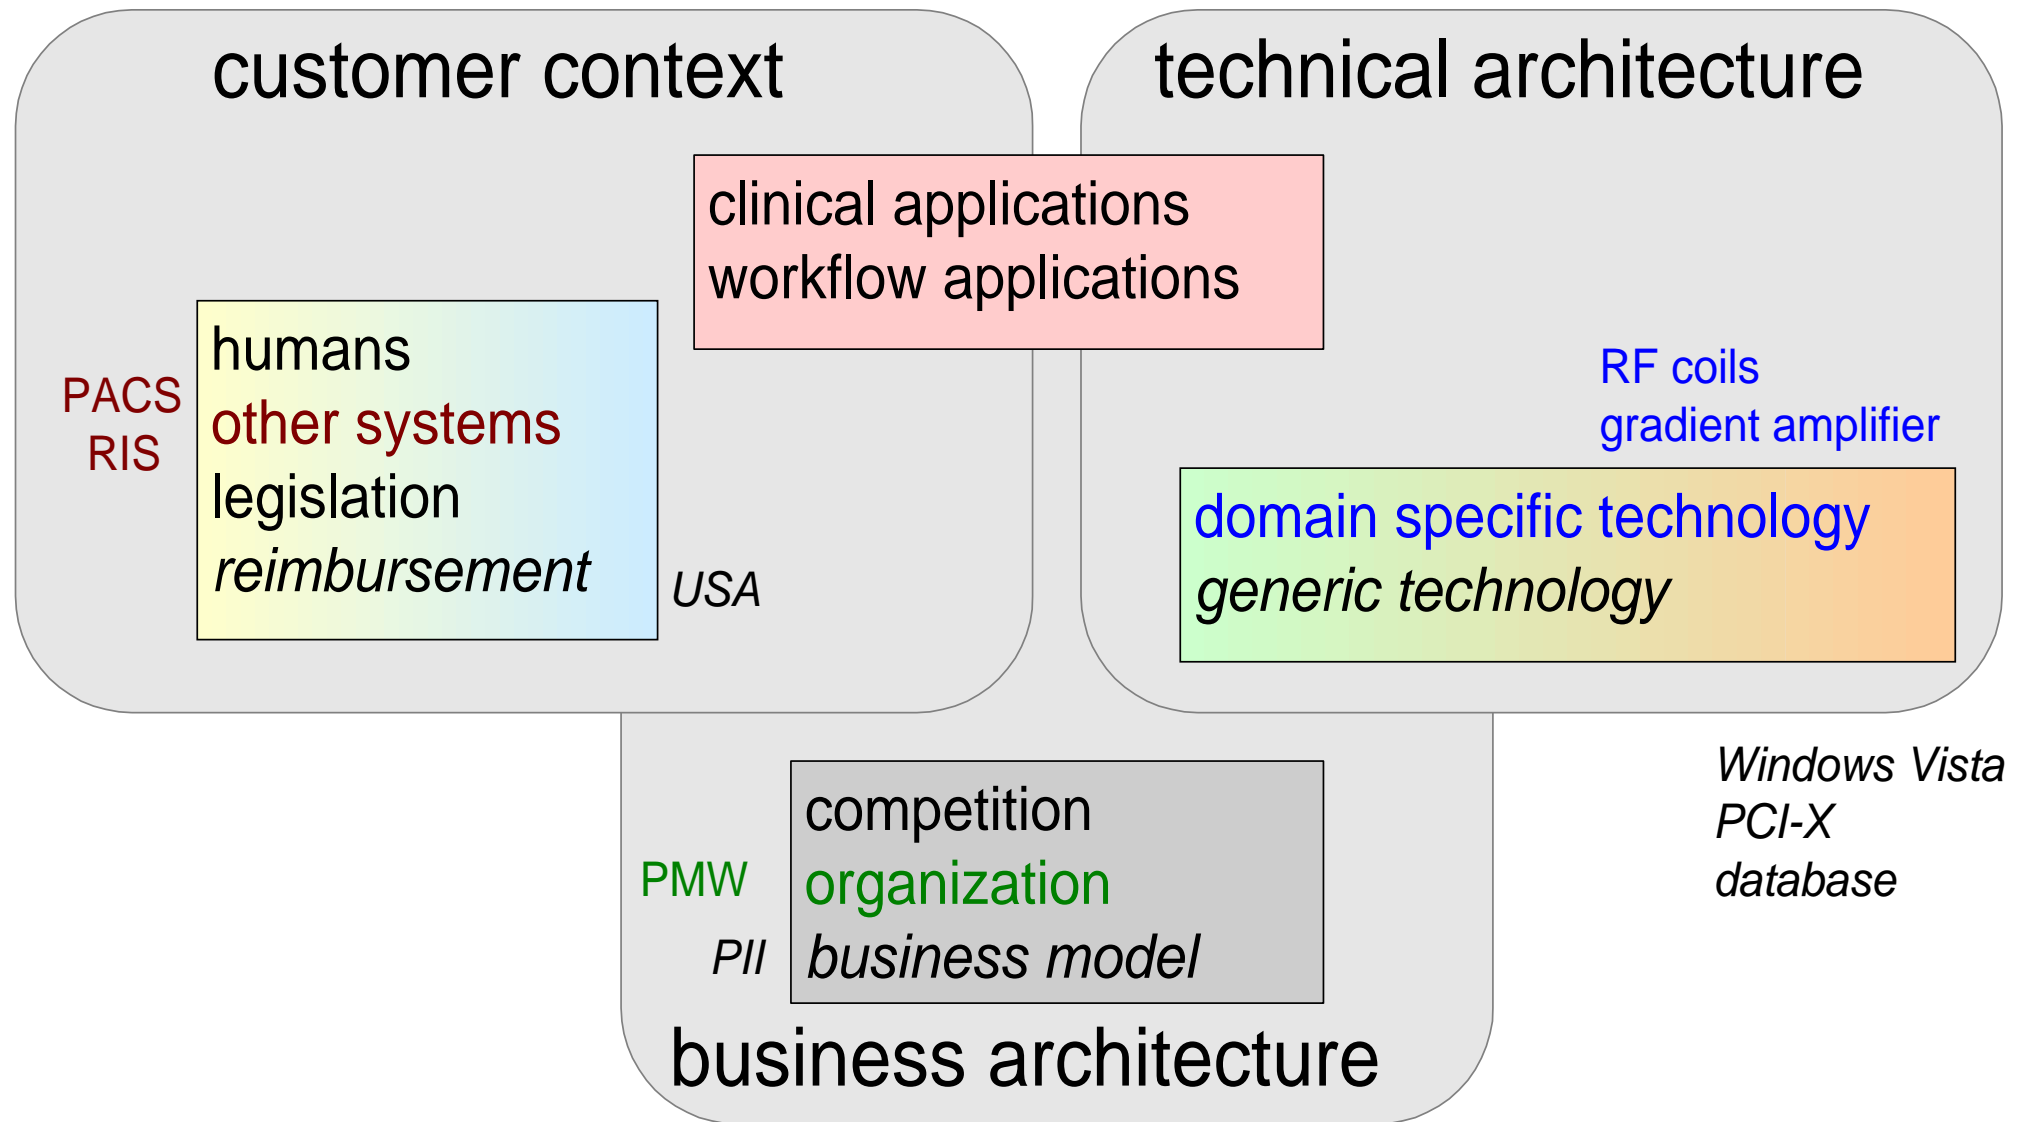 customer context
technical architecture
clinical applications
workflow applications
humans
other systems
legislation
reimbursement
PACS
RIS
USA
RF coils
gradient amplifier
domain specific technology
generic technology
Windows Vista
PCI-X
database
competition
organization
business model
PMW
PII
business architecture